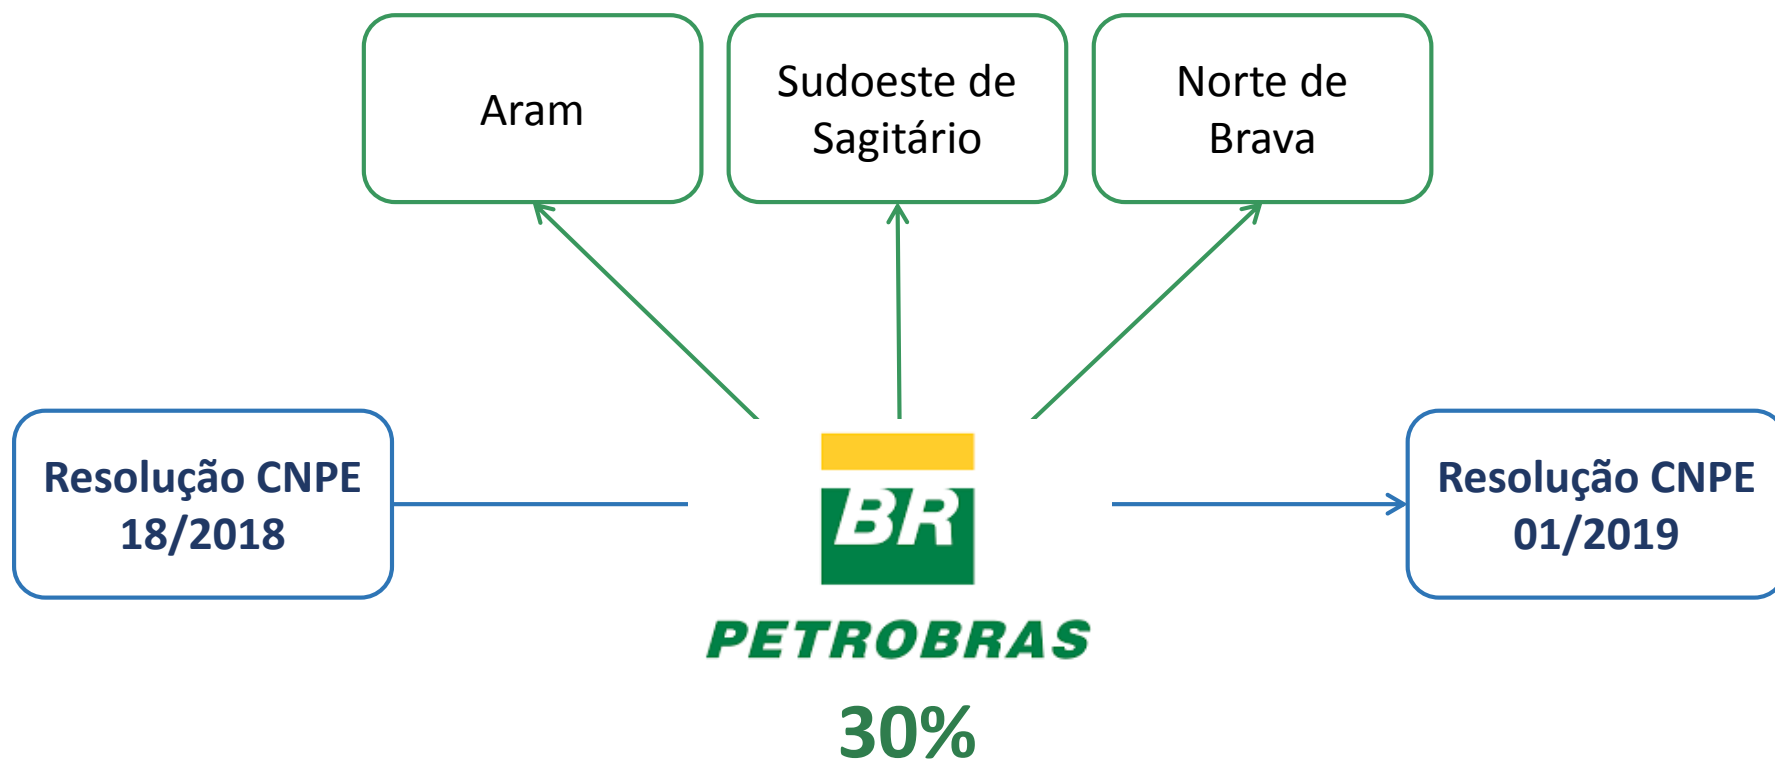 Aram
Sudoeste de
Sagitário
Norte de
Brava
Resolução CNPE
18/2018
BR
PETROBRAS
30%
Resolução CNPE
01/2019